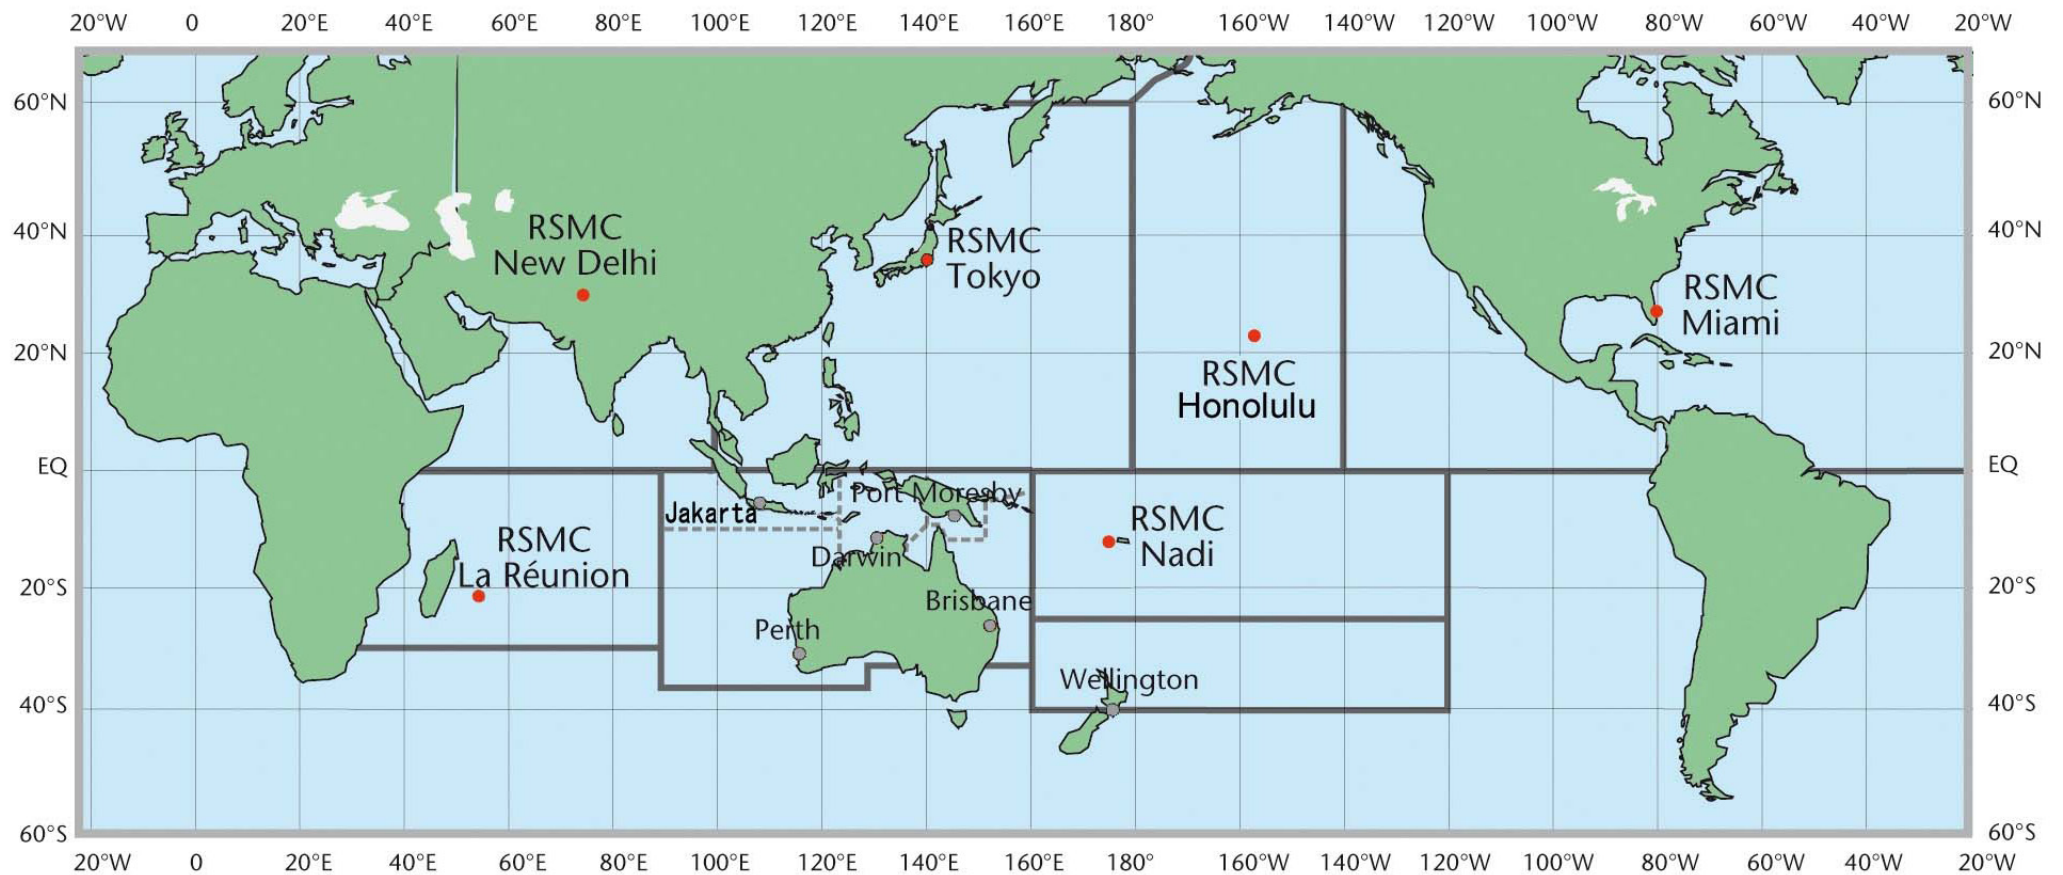 20°W 0 20°E 40°E 60°E 80°E 100°E 120°E 140°E 160°E 180° 160°W 140°W 120°W 100°W 80°W 60°W 40°W 20°W
60°N 60°N
40°N 40°N
RSMC
New Delhi
RSMC
Tokyo
RSMC
Miami
20°N 20°N
RSMC
Honolulu
EQ EQ
Port Moresby
Jakarta
RSMC
Nadi
RSMC
La Réunion
Darwin
20°S 20°S
Brisbane
Perth
Wellington
40°S 40°S
60°S 60°S
20°W 0 20°E 40°E 60°E 80°E 100°E 120°E 140°E 160°E 180° 160°W 140°W 120°W 100°W 80°W 60°W 40°W 20°W